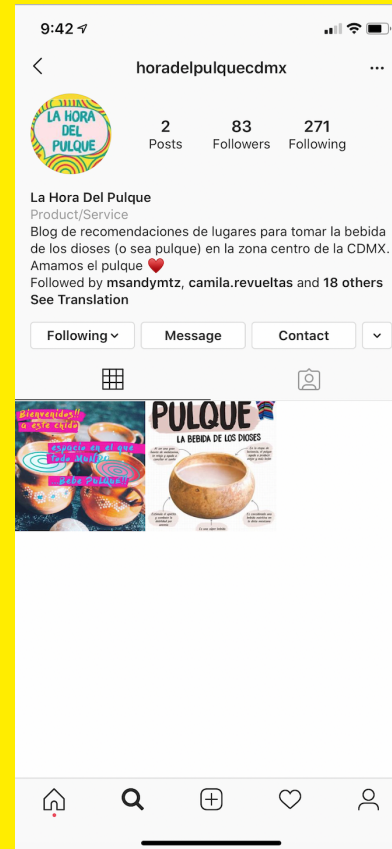 9:42
horadelpulquecdmx
LA HORA
DEL
PULQUE
2 83 271
Posts Followers Following
La Hora Del Pulque
Product/Service
Blog de recomendaciones de lugares para tomar la bebida
de los dioses (o sea pulque) en la zona centro de la CDMX.
Amamos el pulque ♥️
Followed by msandymtz, camila.revueltas and 18 others
See Translation
Following Message Contact
Bienvenidos!!
a este chido
espacio en el que
Todo
Bebe Pulque!!
PULQUE
LA BEBIDA DE LOS DIOSES